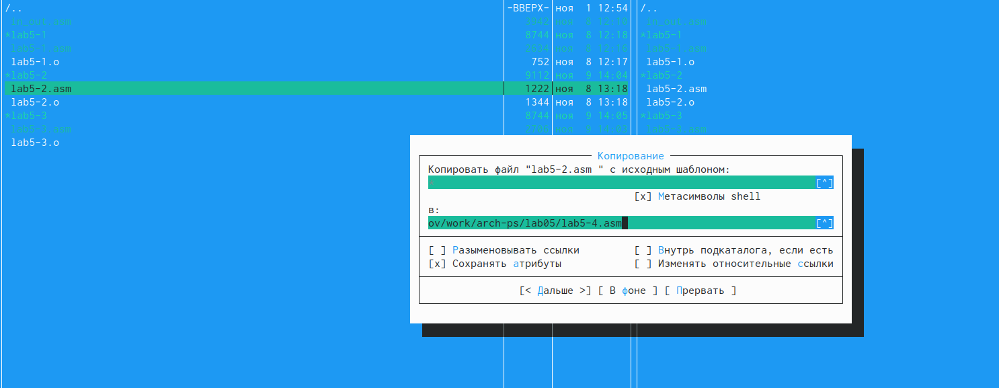 /.. -ВВЕРХ- ноя 1 12:54 /..
in_out.asm 3942 ноя 8 12:10 in_out.asm
*lab5-1 8744 ноя 8 12:18 *lab5-1
lab5-1.asm 2634 ноя 8 12:16 lab5-1.asm
lab5-1.o 752 ноя 8 12:17 lab5-1.o
*lab5-2 9112 ноя 9 14:04 *lab5-2
lab5-2.asm 1222 ноя 8 13:18 lab5-2.asm
lab5-2.o 1344 ноя 8 13:18 lab5-2.o
*lab5-3 8744 ноя 9 14:05 *lab5-3
lab5-3.asm 2706 ноя 9 14:03 lab5-3.asm
lab5-3.o
Копирование
Копировать файл "lab5-2.asm " с исходным шаблоном:
[^]
[x] Метасимволы shell
в:
ov/work/arch-ps/lab05/lab5-4.asm [^]
[ ] Разыменовывать ссылки [ ] Внутрь подкаталога, если есть
[x] Сохранять атрибуты [ ] Изменять относительные ссылки
[< Дальше >] [ В фоне ] [ Прервать ]